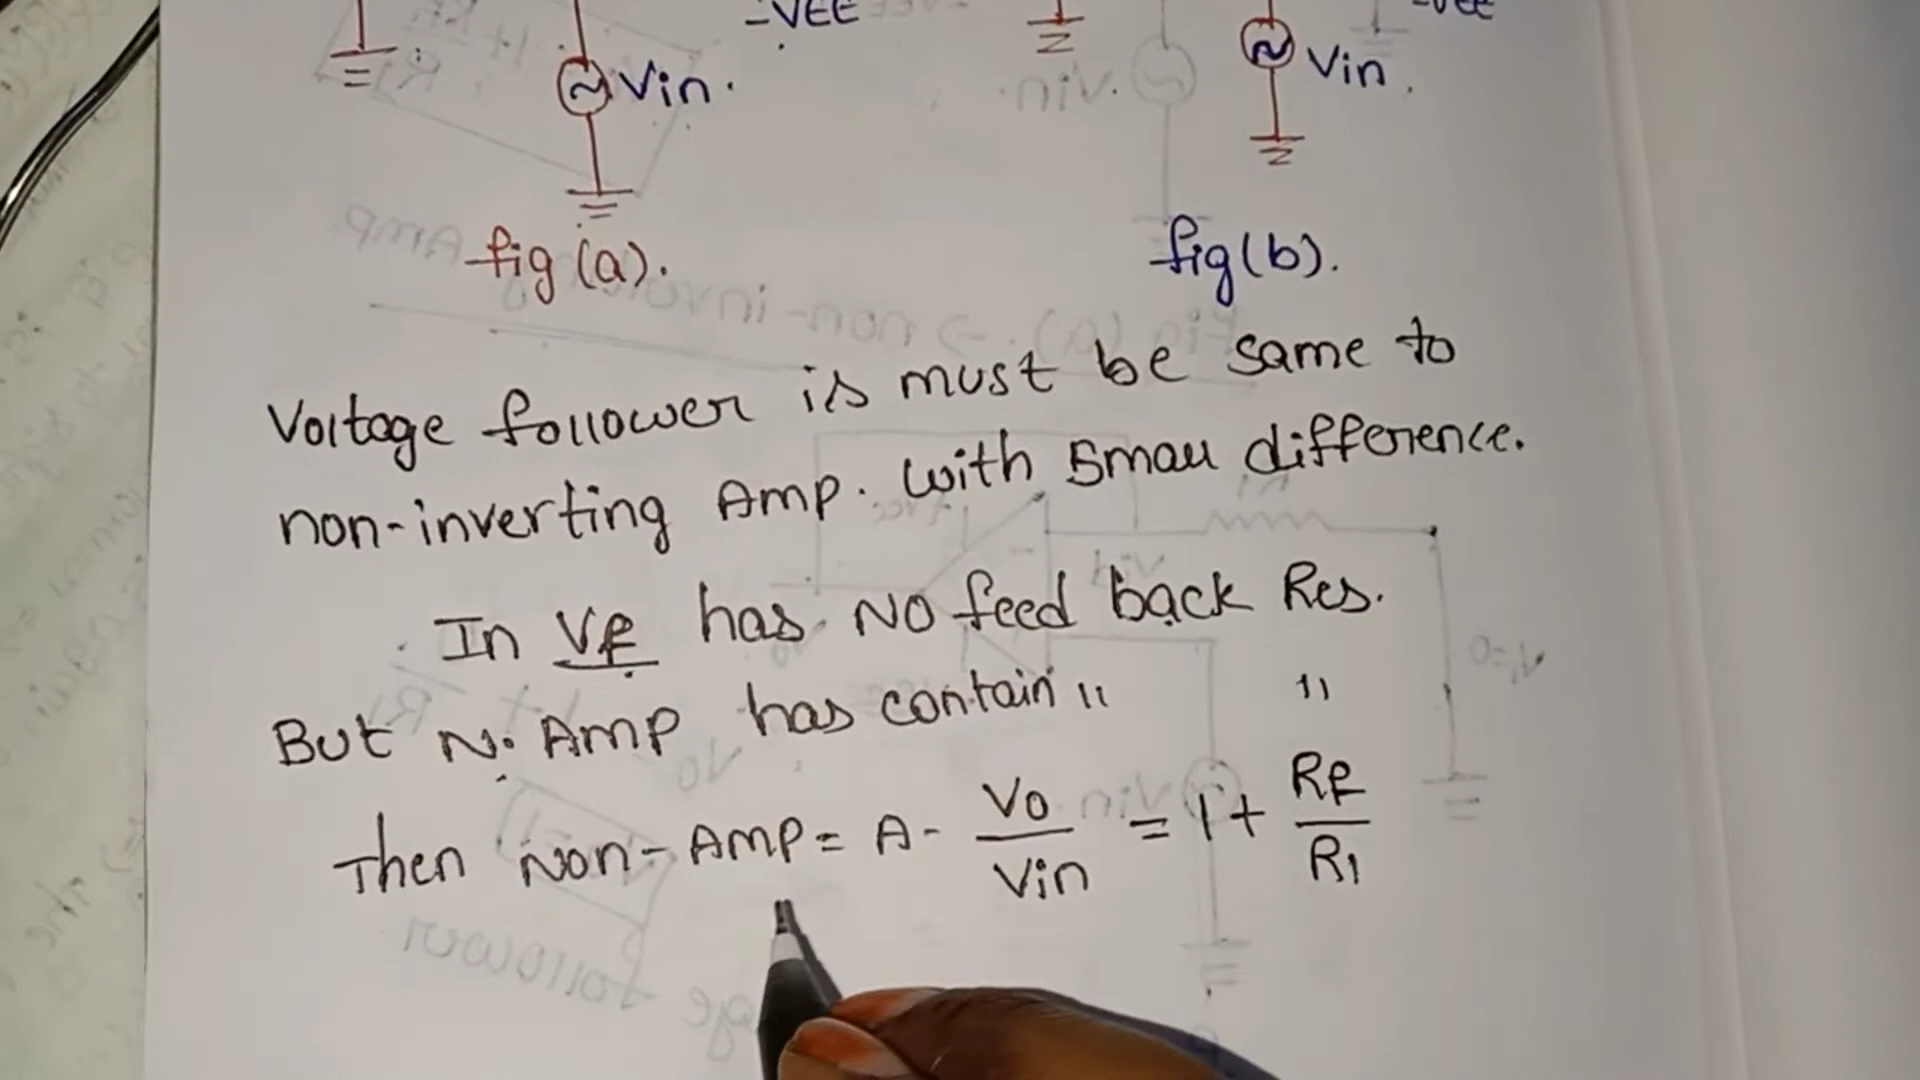 -VEE
-VEE
Vin.
Vin.
fig (a).
fig (b).
Voltage follower is must be same to
non-inverting Amp. with small difference.
In VF has NO feed back Res.
But N. Amp has contain " "
Then Non-Amp = A - Vo/Vin = 1 + RF/R1